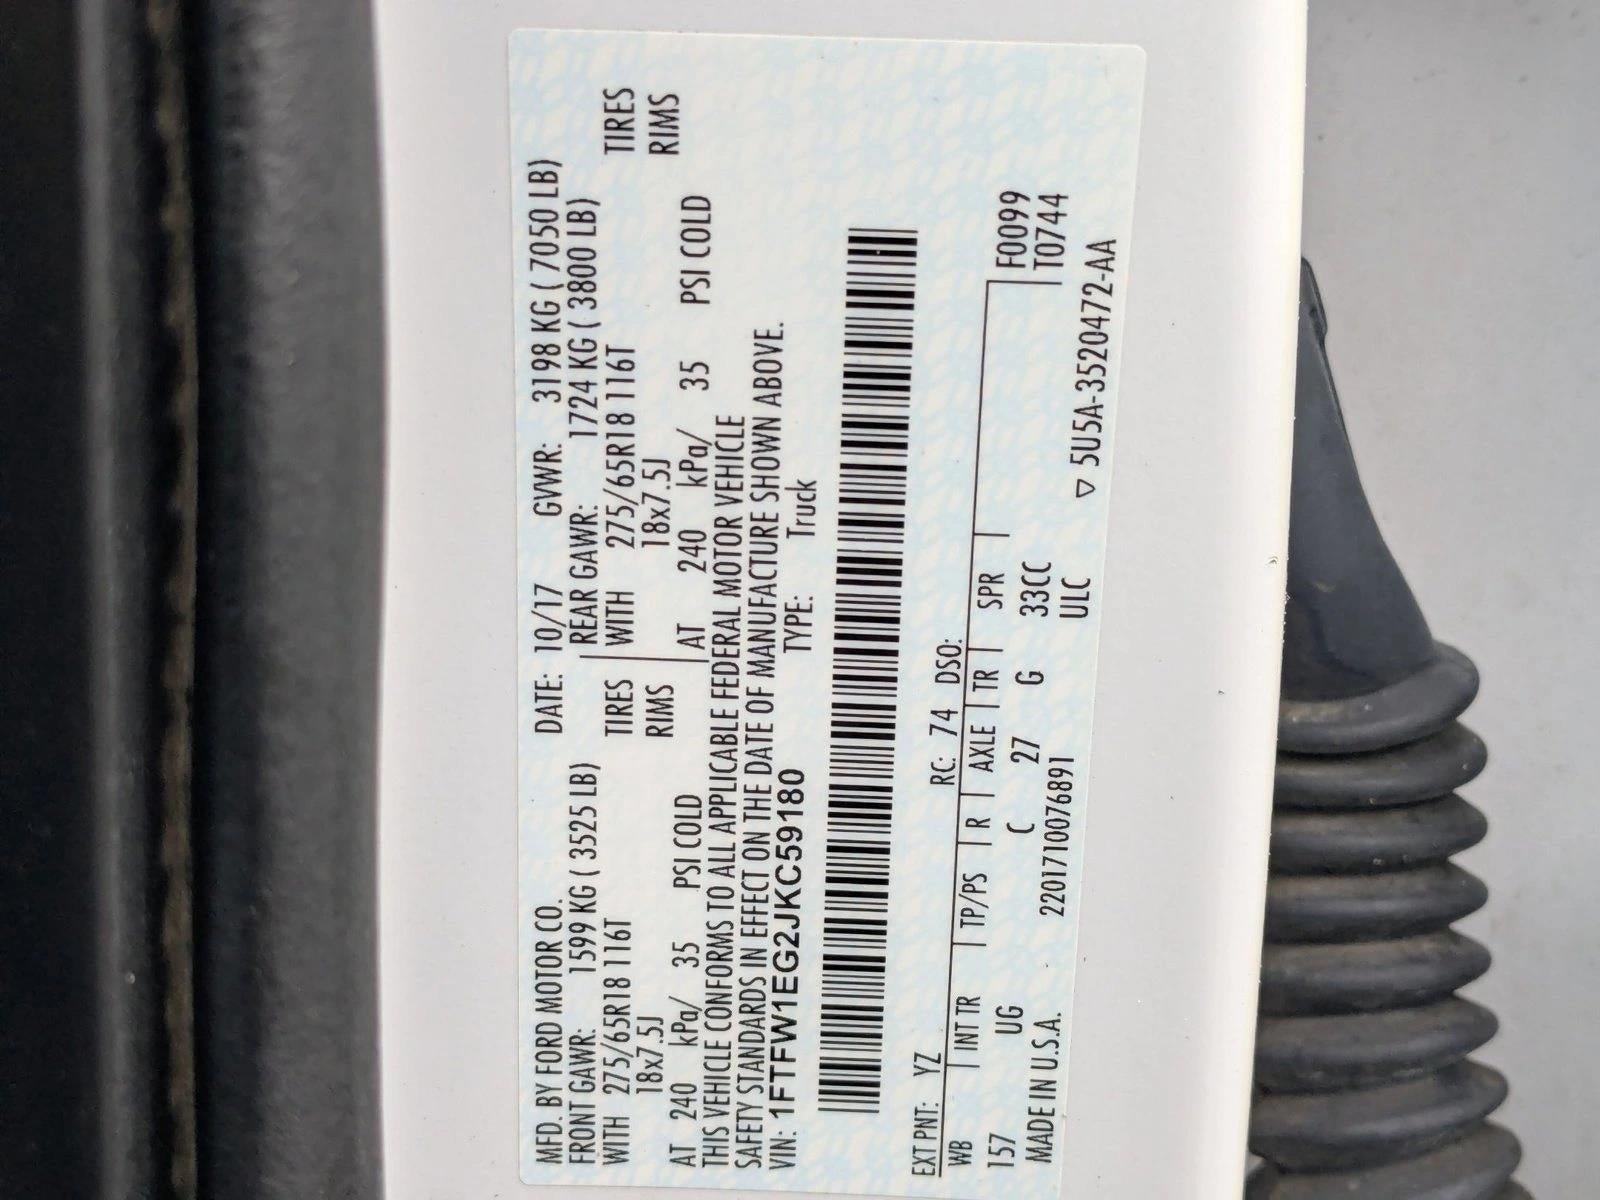 MFD. BY FORD MOTOR CO. DATE: 10/17 GVWR: 3198 KG ( 7050 LB)
FRONT GAWR: 1599 KG ( 3525 LB) REAR GAWR: 1724 KG ( 3800 LB)
WITH 275/65R18 116T TIRES WITH 275/65R18 116T TIRES
18x7.5J RIMS 18x7.5J RIMS
AT 240 kPa/ 35 PSI COLD AT 240 kPa/ 35 PSI COLD
THIS VEHICLE CONFORMS TO ALL APPLICABLE FEDERAL MOTOR VEHICLE
SAFETY STANDARDS IN EFFECT ON THE DATE OF MANUFACTURE SHOWN ABOVE.
VIN: 1FTFW1EG2JKC59180 TYPE: Truck
EXT PNT: YZ RC: 74 DSO:
WB INT TR TP/PS R AXLE TR SPR F0099
157 UG C 27 G 33CC T0744
MADE IN U.S.A. 2201710076891 ULC
▽ 5U5A-3520472-AA